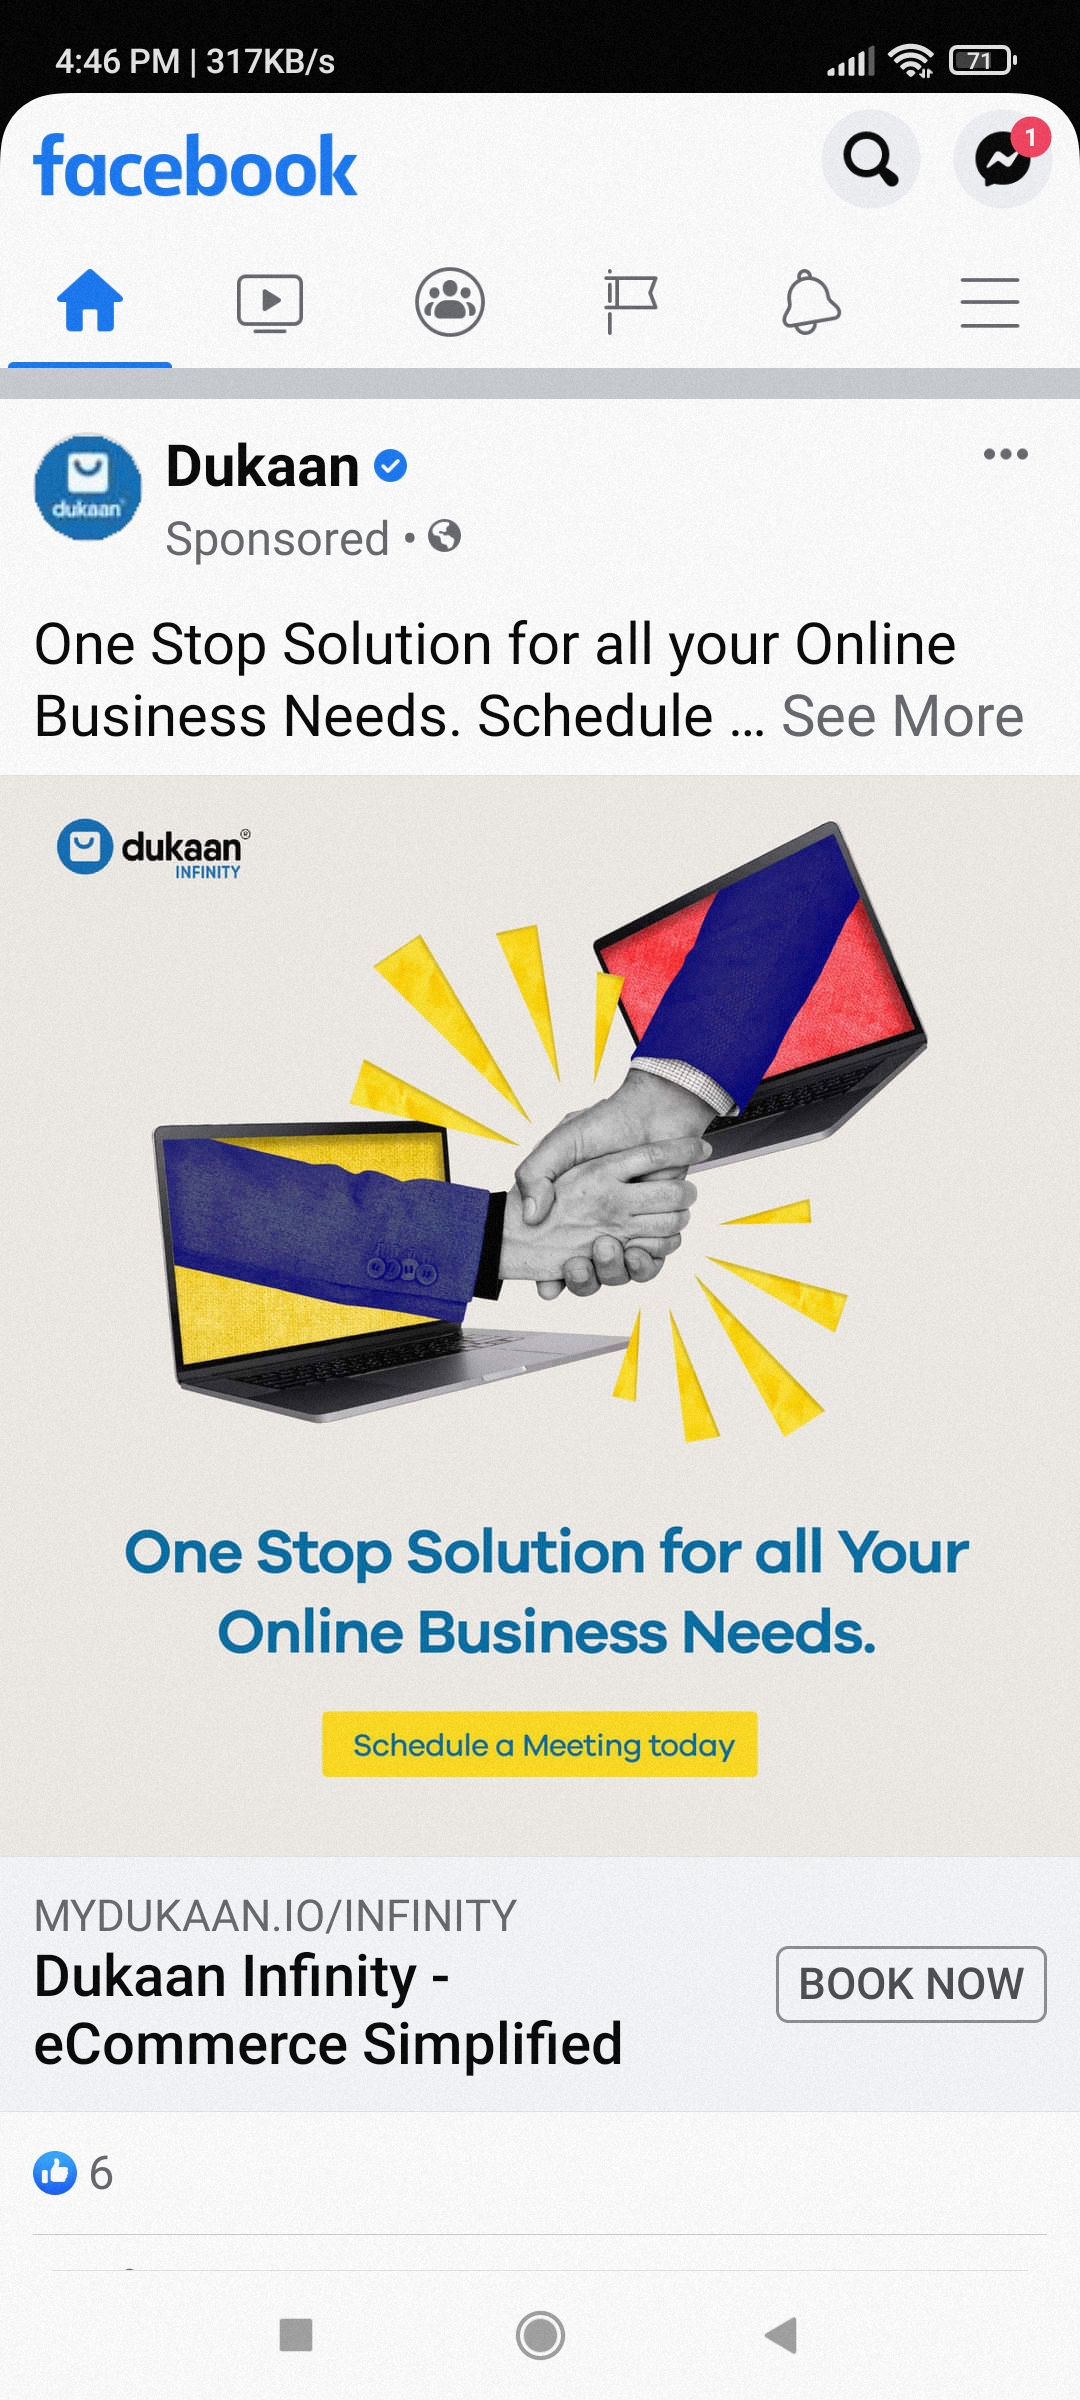 4:46 PM | 317KB/s
71
facebook
1
dukaan
Dukaan
Sponsored •
One Stop Solution for all your Online
Business Needs. Schedule ... See More
dukaan®
INFINITY
One Stop Solution for all Your
Online Business Needs.
Schedule a Meeting today
MYDUKAAN.IO/INFINITY
Dukaan Infinity -
eCommerce Simplified
BOOK NOW
6